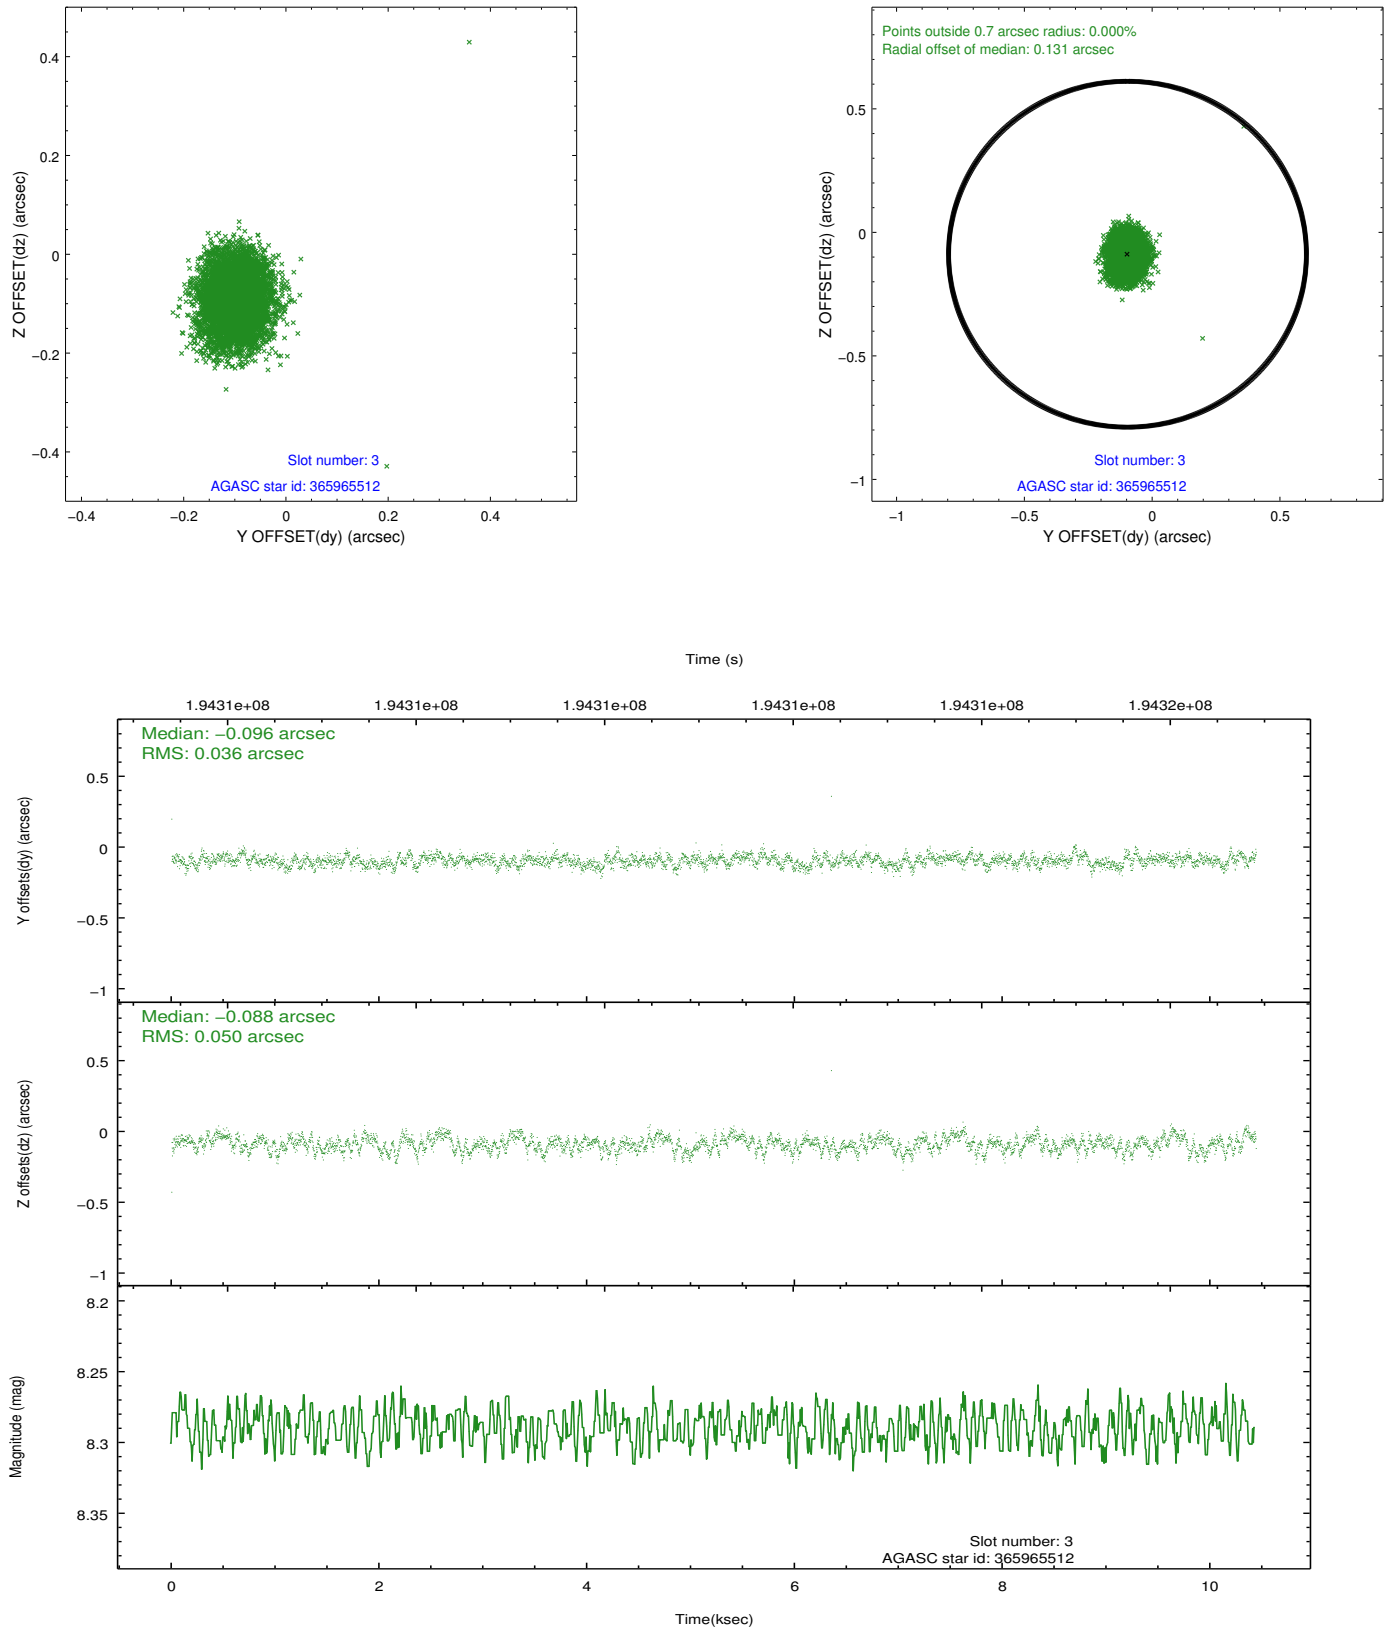 0.4
0.2
0
−0.2
−0.4
Z OFFSET(dz) (arcsec)
Slot number: 3
AGASC star id: 365965512
−0.4 −0.2 0 0.2 0.4
Y OFFSET(dy) (arcsec)
Points outside 0.7 arcsec radius: 0.000%
Radial offset of median: 0.131 arcsec
0.5
0
−0.5
−1
Z OFFSET(dz) (arcsec)
Slot number: 3
AGASC star id: 365965512
−1 −0.5 0 0.5
Y OFFSET(dy) (arcsec)
Time (s)
1.9431e+08 1.9431e+08 1.9431e+08 1.9431e+08 1.9431e+08 1.9432e+08
Median: −0.096 arcsec
RMS: 0.036 arcsec
0.5
0
−0.5
−1
Y offsets(dy) (arcsec)
Median: −0.088 arcsec
RMS: 0.050 arcsec
0.5
0
−0.5
−1
Z offsets(dz) (arcsec)
8.2
8.25
8.3
8.35
Magnitude (mag)
Slot number: 3
AGASC star id: 365965512
0 2 4 6 8 10
Time(ksec)